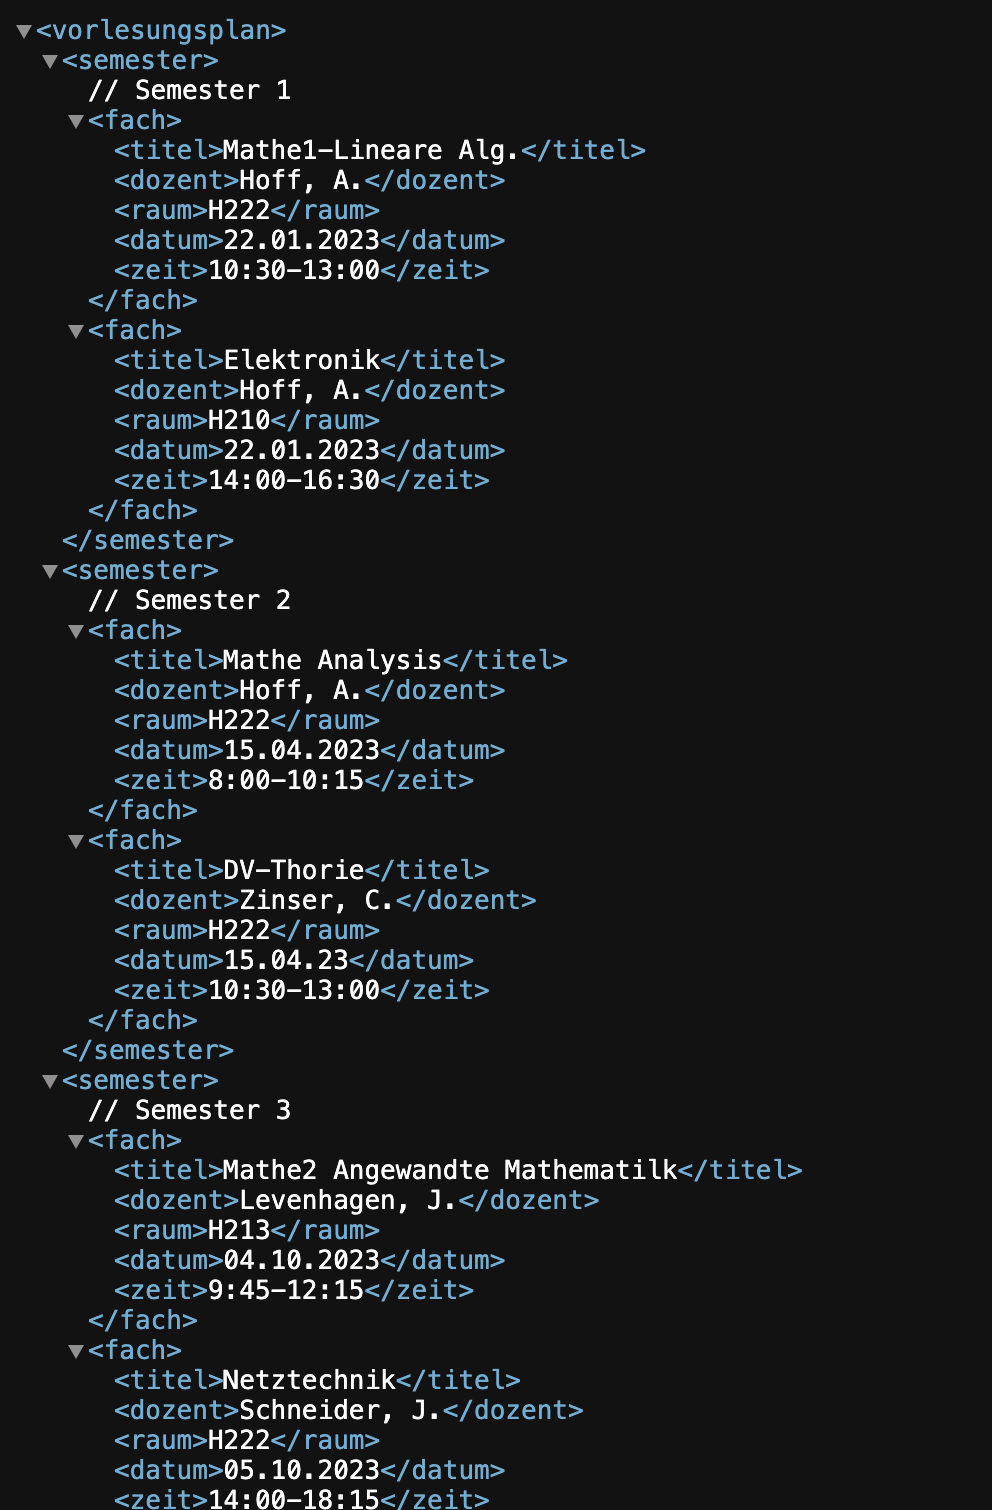 <vorlesungsplan>
<semester>
// Semester 1
<fach>
<titel>Mathe1-Lineare Alg.</titel>
<dozent>Hoff, A.</dozent>
<raum>H222</raum>
<datum>22.01.2023</datum>
<zeit>10:30-13:00</zeit>
</fach>
<fach>
<titel>Elektronik</titel>
<dozent>Hoff, A.</dozent>
<raum>H210</raum>
<datum>22.01.2023</datum>
<zeit>14:00-16:30</zeit>
</fach>
</semester>
<semester>
// Semester 2
<fach>
<titel>Mathe Analysis</titel>
<dozent>Hoff, A.</dozent>
<raum>H222</raum>
<datum>15.04.2023</datum>
<zeit>8:00-10:15</zeit>
</fach>
<fach>
<titel>DV-Thorie</titel>
<dozent>Zinser, C.</dozent>
<raum>H222</raum>
<datum>15.04.23</datum>
<zeit>10:30-13:00</zeit>
</fach>
</semester>
<semester>
// Semester 3
<fach>
<titel>Mathe2 Angewandte Mathematilk</titel>
<dozent>Levenhagen, J.</dozent>
<raum>H213</raum>
<datum>04.10.2023</datum>
<zeit>9:45-12:15</zeit>
</fach>
<fach>
<titel>Netztechnik</titel>
<dozent>Schneider, J.</dozent>
<raum>H222</raum>
<datum>05.10.2023</datum>
<zeit>14:00-18:15</zeit>